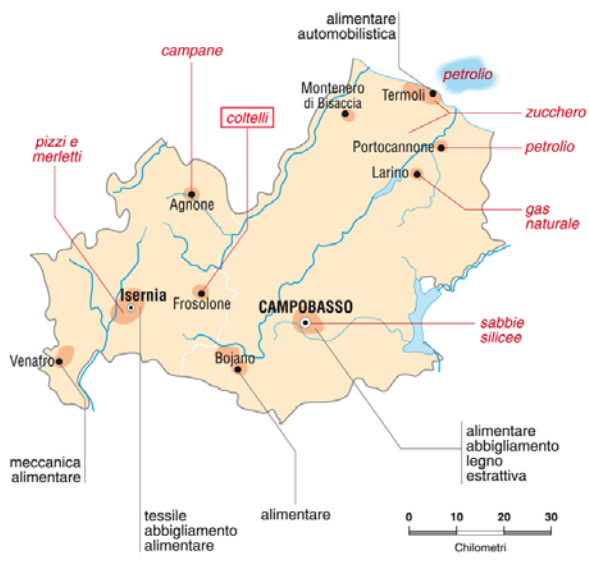 alimentare
automobilistica
campane
petrolio
Montenero
di Bisaccia
Termoli
coltelli
zucchero
pizzi e
merletti
Portocannone
petrolio
Larino
Agnone
gas
naturale
Isernia
Frosolone
CAMPOBASSO
sabbie
silicee
Venafro
Bojano
alimentare
abbigliamento
legno
estrattiva
meccanica
alimentare
tessile
abbigliamento
alimentare
alimentare
0 10 20 30
Chilometri